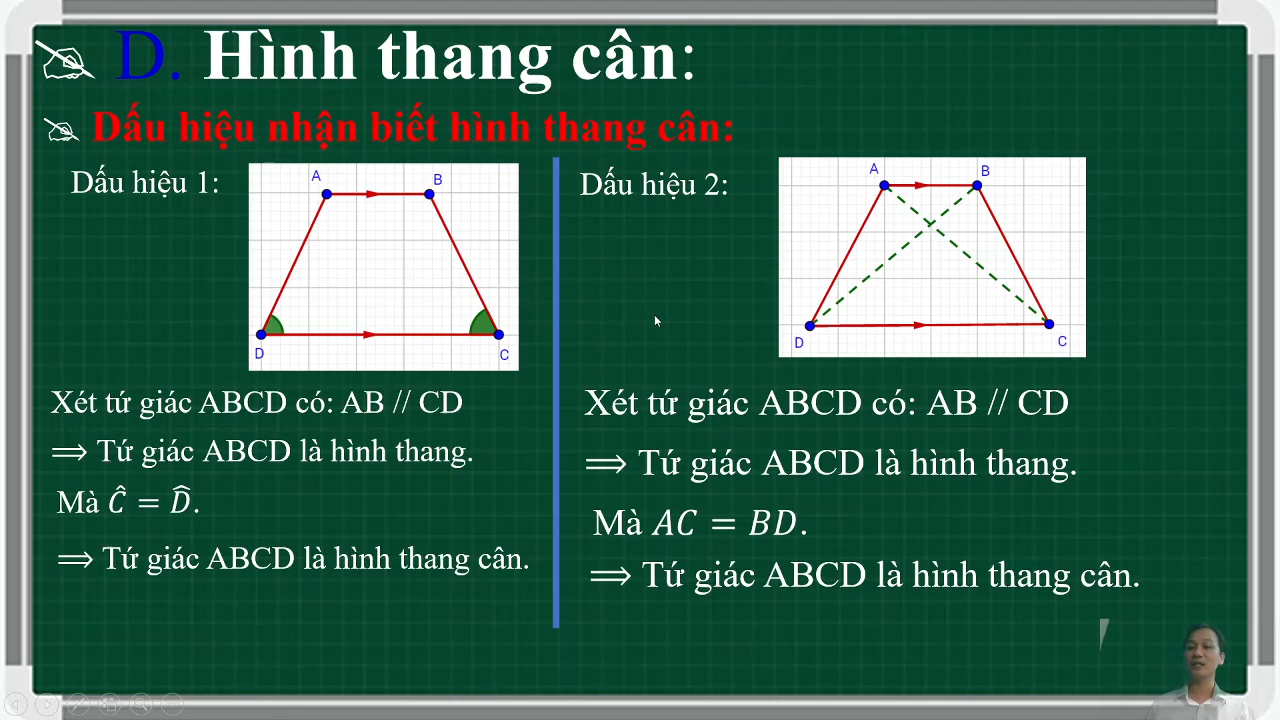 D. Hình thang cân:
Dấu hiệu nhận biết hình thang cân:
Dấu hiệu 1:
A
B
D
C
Xét tứ giác ABCD có: AB // CD
⟹ Tứ giác ABCD là hình thang.
Mà Ĉ = D̂.
⟹ Tứ giác ABCD là hình thang cân.
Dấu hiệu 2:
A
B
D
C
Xét tứ giác ABCD có: AB // CD
⟹ Tứ giác ABCD là hình thang.
Mà AC = BD.
⟹ Tứ giác ABCD là hình thang cân.